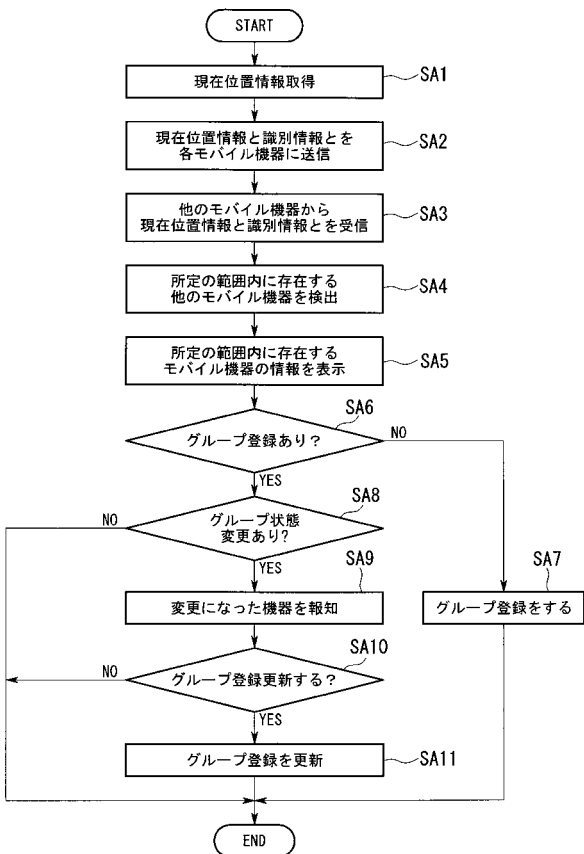 START
現在位置情報取得
SA1
現在位置情報と識別情報とを
各モバイル機器に送信
SA2
他のモバイル機器から
現在位置情報と識別情報とを受信
SA3
所定の範囲内に存在する
他のモバイル機器を検出
SA4
所定の範囲内に存在する
モバイル機器の情報を表示
SA5
SA6
グループ登録あり？
NO
YES
SA8
NO
グループ状態
変更あり?
YES
SA9
SA7
変更になった機器を報知
グループ登録をする
SA10
NO
グループ登録更新する？
YES
グループ登録を更新
SA11
END